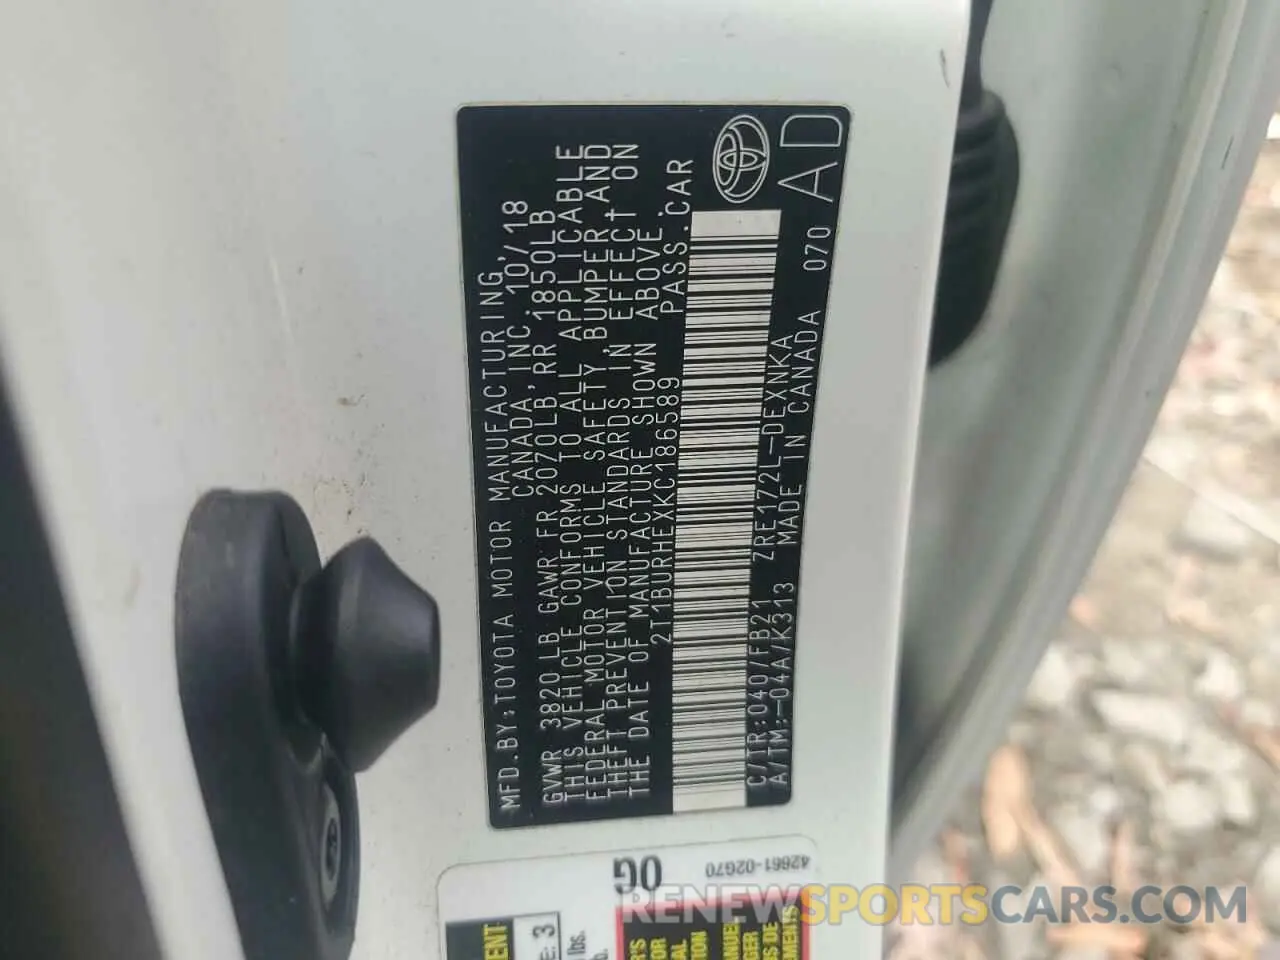 MFD.BY:TOYOTA MOTOR MANUFACTURING,
CANADA, INC. 10/18
GVWR 3820LB GAWR FR 2070LB, RR 1850LB
THIS VEHICLE CONFORMS TO ALL APPLICABLE
FEDERAL MOTOR VEHICLE SAFETY, BUMPER, AND
THEFT PREVENTION STANDARDS IN EFFECT ON
THE DATE OF MANUFACTURE SHOWN ABOVE.
2T1BURHEXKC186589 PASS.CAR
C/TR:040/FB21 ZRE172L-DEXNKA 070
A/TM:-04A/K313 MADE IN CANADA
AD
0G
42661-02G70
3
lbs.
RENEWSPORTSCARS.COM